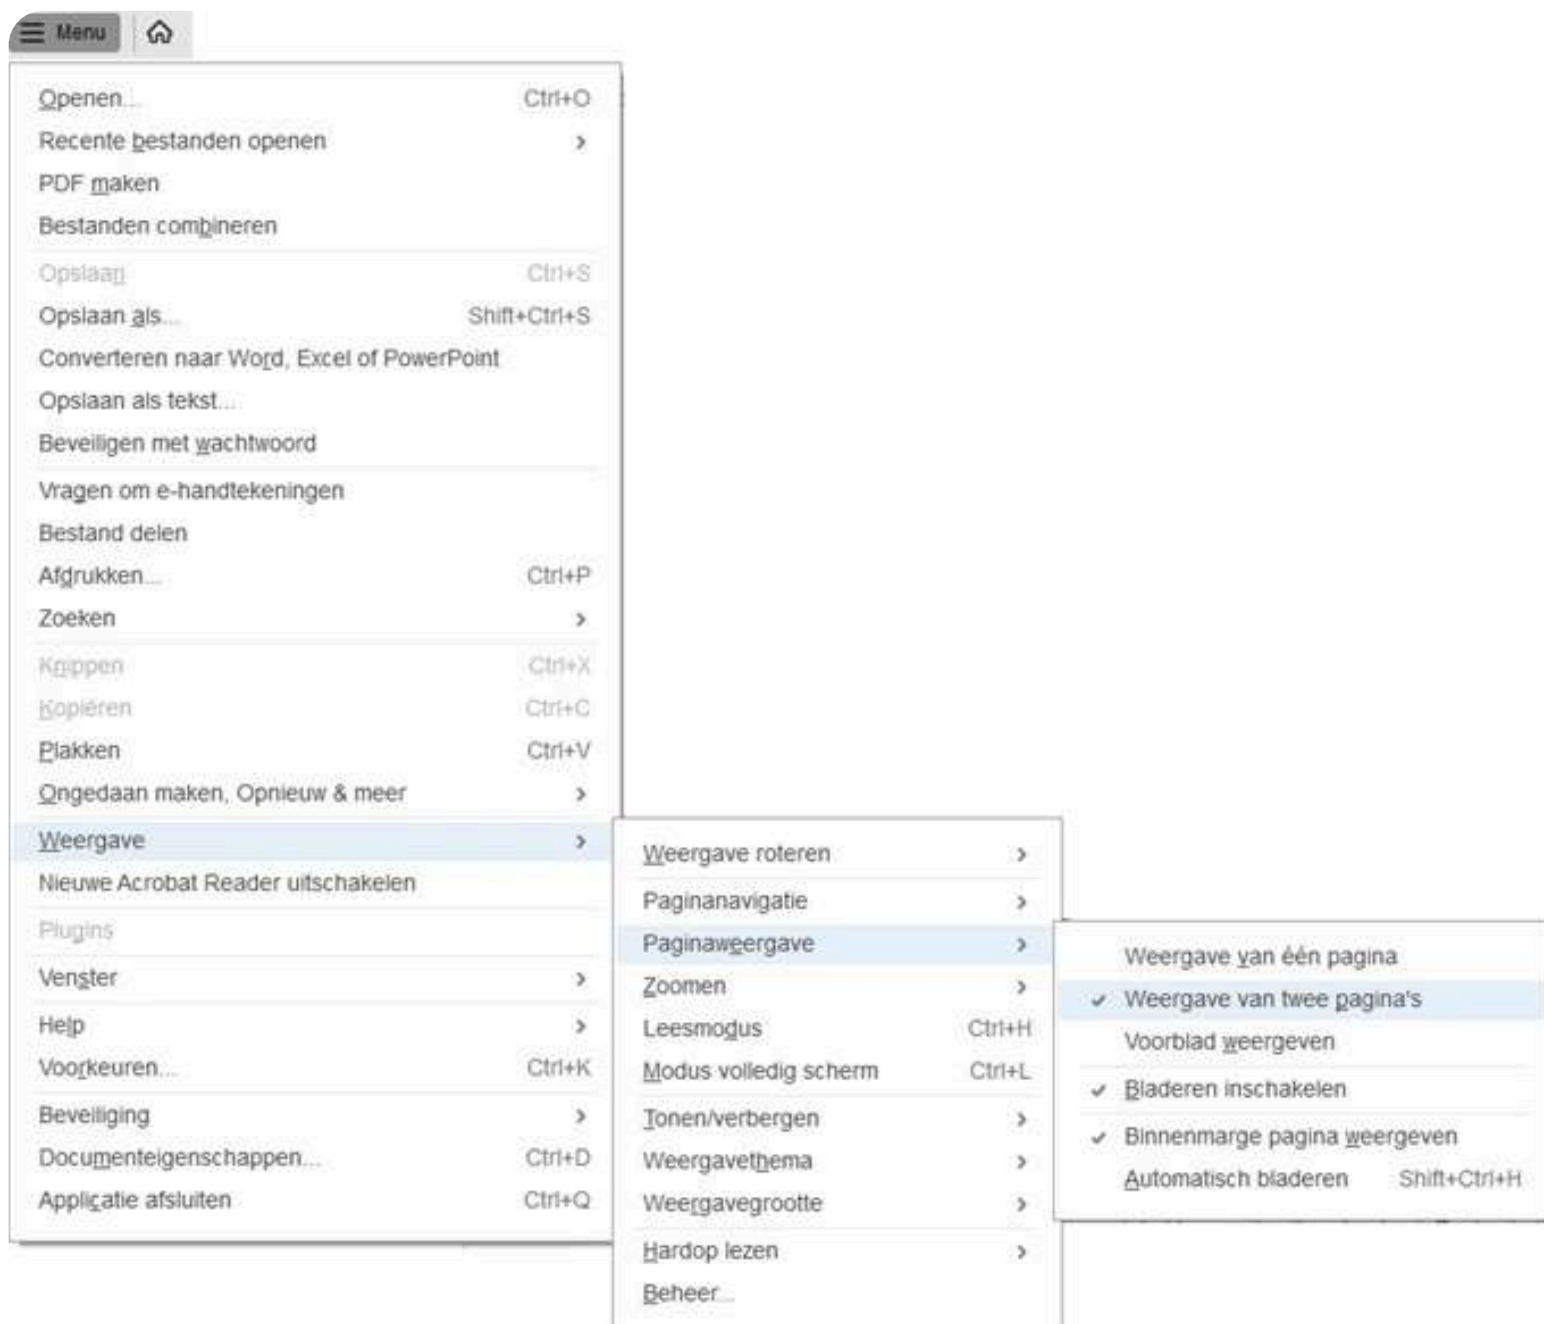 Menu
Openen... Ctrl+O
Recente bestanden openen
PDF maken
Bestanden combineren
Opslaan Ctrl+S
Opslaan als... Shift+Ctrl+S
Converteren naar Word, Excel of PowerPoint
Opslaan als tekst...
Beveiligen met wachtwoord
Vragen om e-handtekeningen
Bestand delen
Afdrukken... Ctrl+P
Zoeken
Knippen Ctrl+X
Kopiëren Ctrl+C
Plakken Ctrl+V
Ongedaan maken, Opnieuw & meer
Weergave
Nieuwe Acrobat Reader uitschakelen
Plugins
Venster
Help
Voorkeuren... Ctrl+K
Beveiliging
Documenteigenschappen... Ctrl+D
Applicatie afsluiten Ctrl+Q
Weergave roteren
Paginanavigatie
Paginaweergave
Zoomen
Leesmodus Ctrl+H
Modus volledig scherm Ctrl+L
Tonen/verbergen
Weergavethema
Weergavegrootte
Hardop lezen
Beheer...
Weergave van één pagina
Weergave van twee pagina's
Voorblad weergeven
Bladeren inschakelen
Binnenmarge pagina weergeven
Automatisch bladeren Shift+Ctrl+H